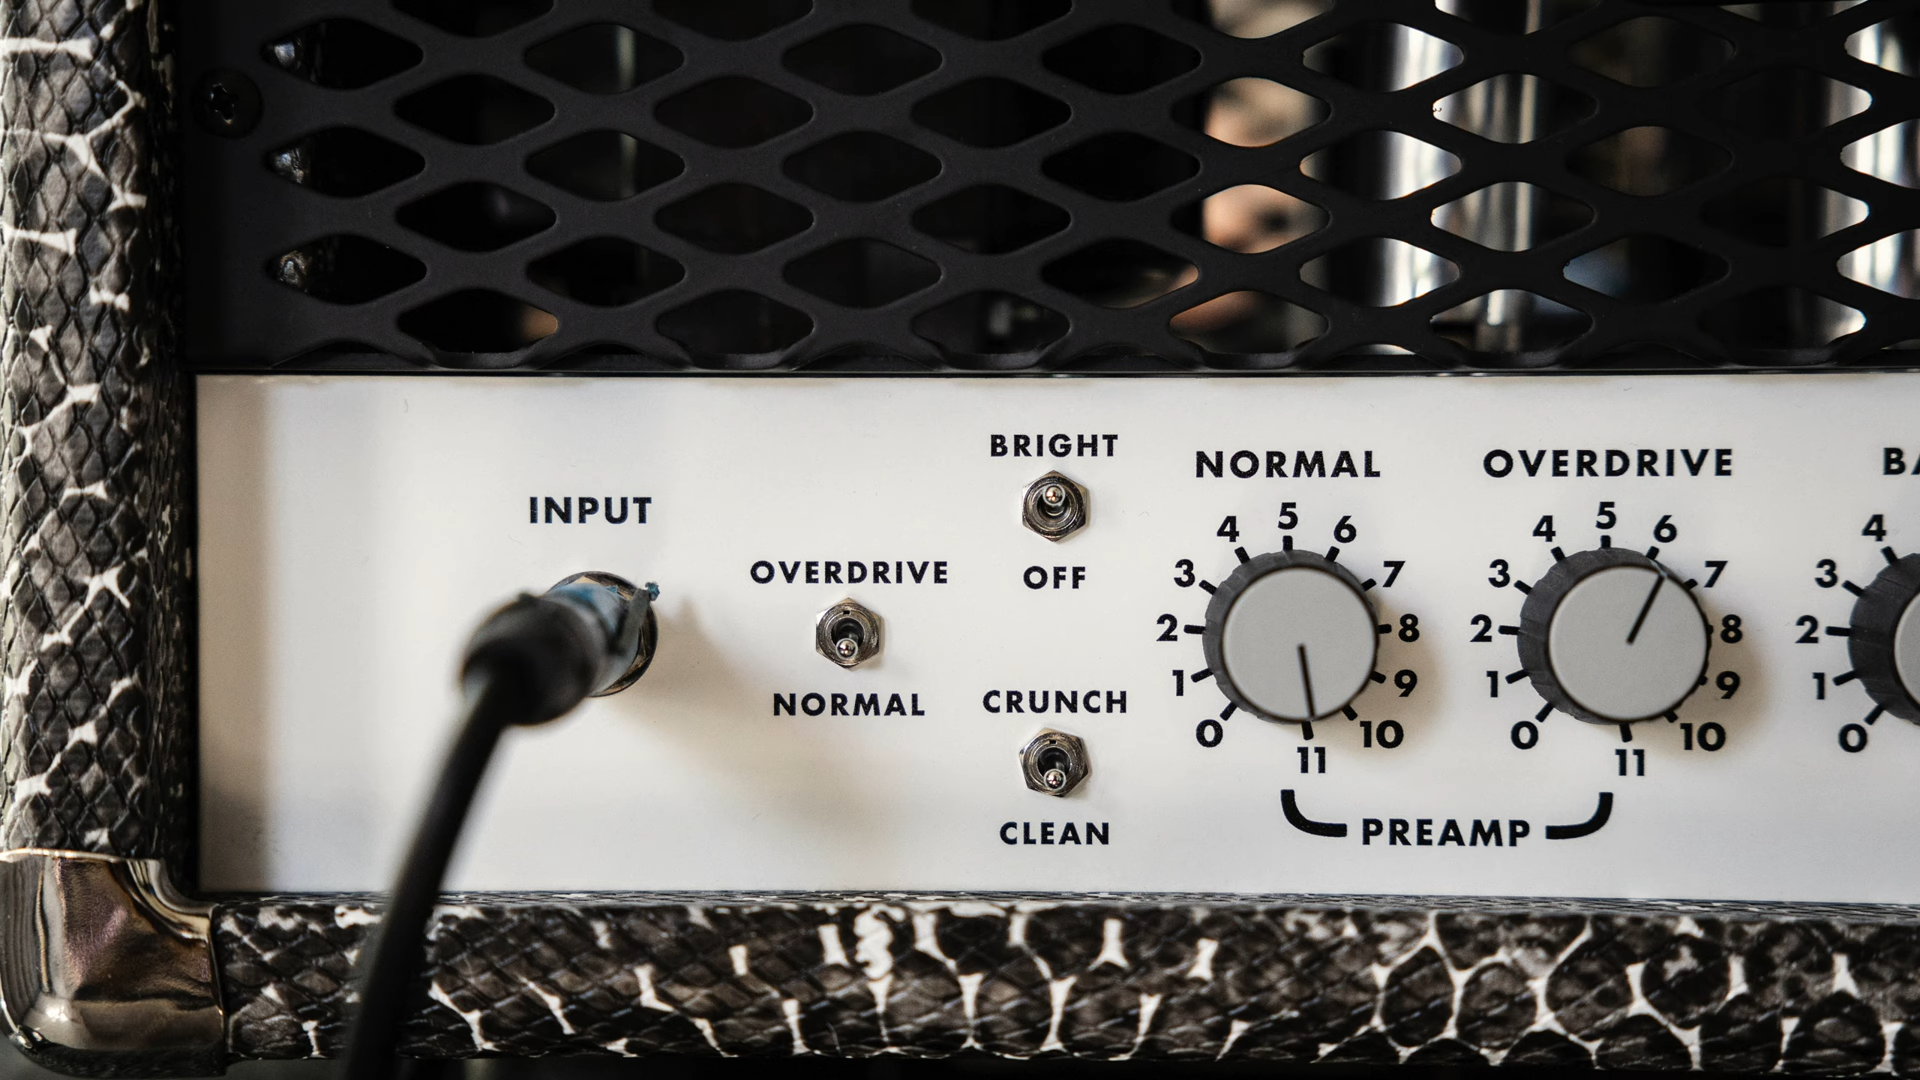 INPUT
OVERDRIVE
NORMAL
BRIGHT
OFF
CRUNCH
CLEAN
NORMAL
0 1 2 3 4 5 6 7 8 9 10 11
OVERDRIVE
0 1 2 3 4 5 6 7 8 9 10 11
PREAMP
BA
0 1 2 3 4